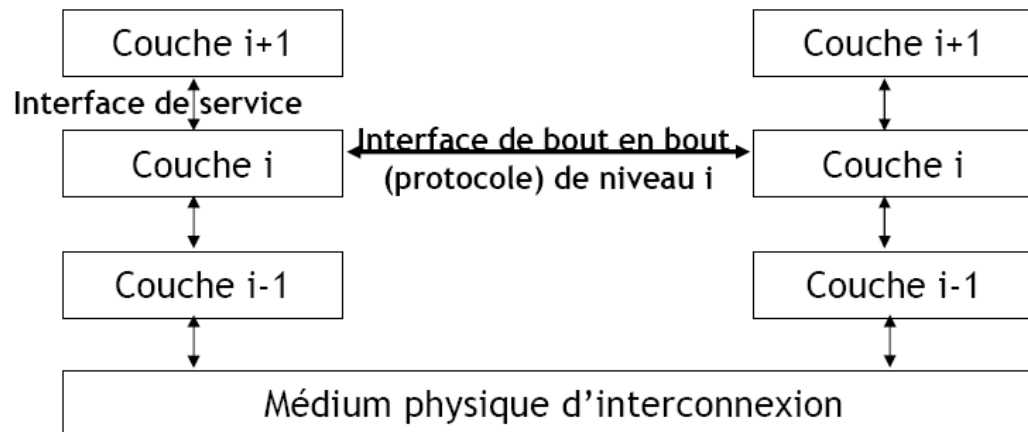 Couche i+1
Couche i+1
Interface de service
Interface de bout en bout
(protocole) de niveau i
Couche i
Couche i
Couche i-1
Couche i-1
Médium physique d'interconnexion